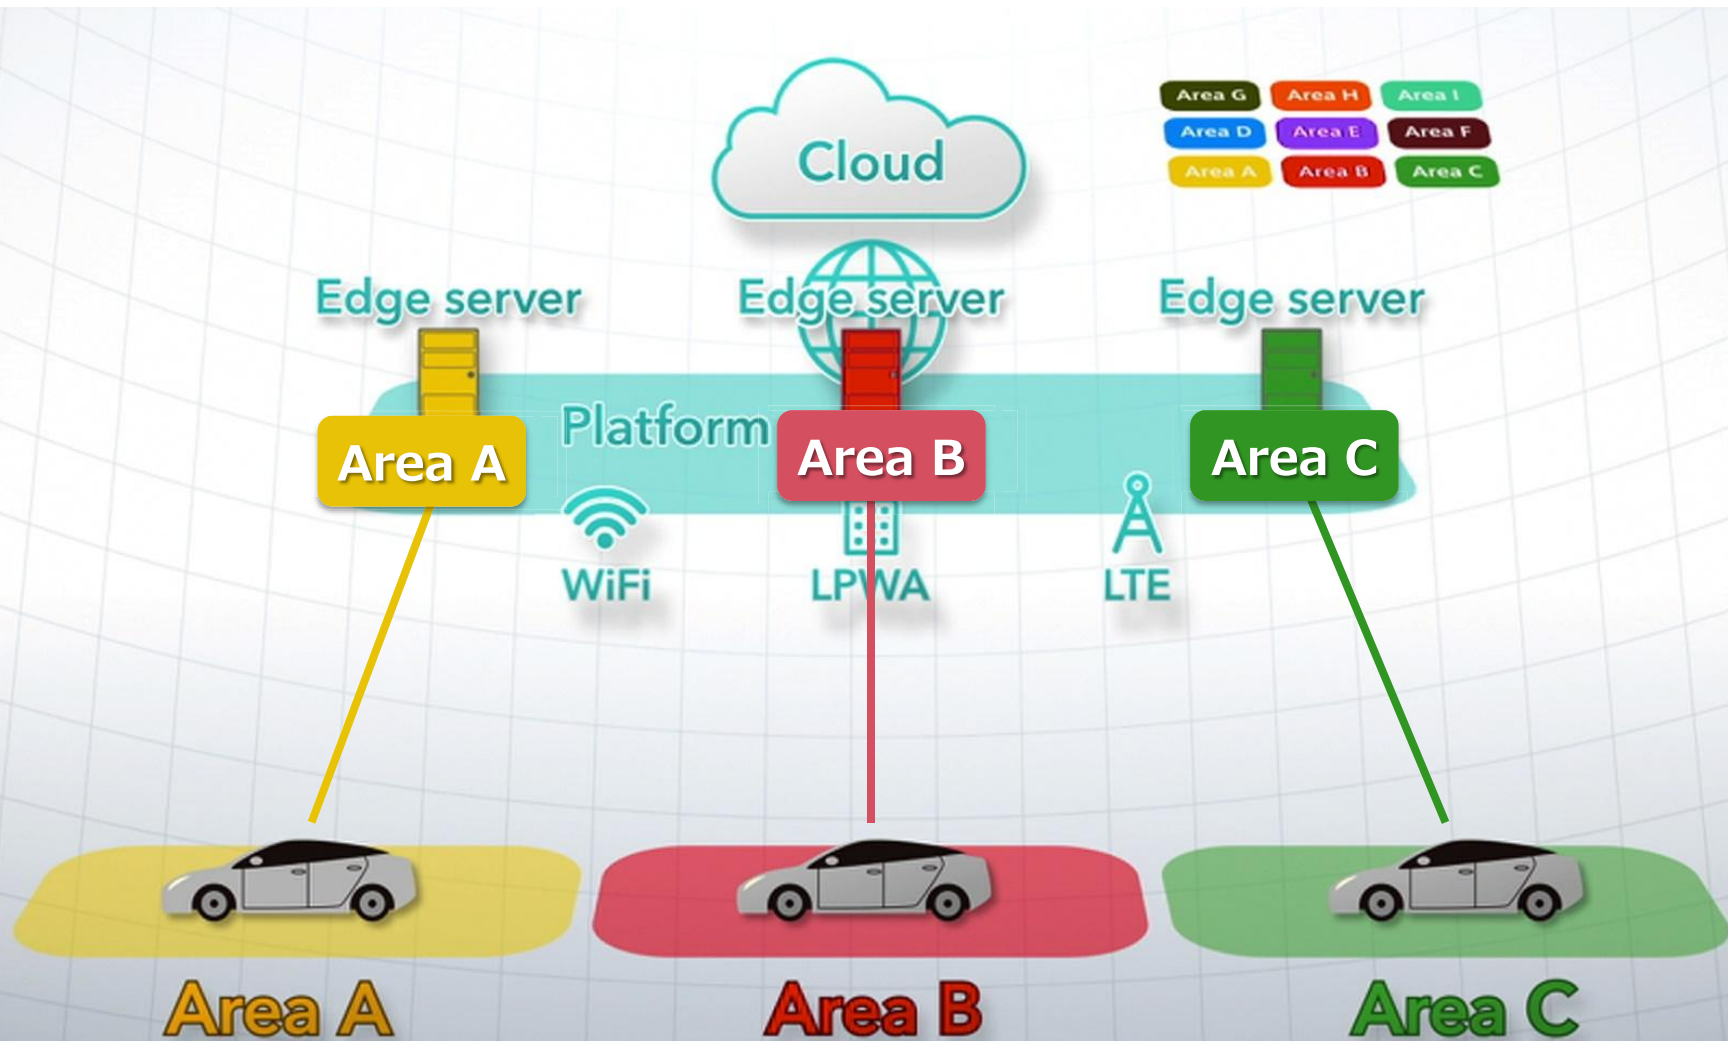 Cloud
Area G Area H Area I
Area D Area E Area F
Area A Area B Area C
Edge server Edge server Edge server
Platform
Area A Area B Area C
WiFi LPWA LTE
Area A Area B Area C